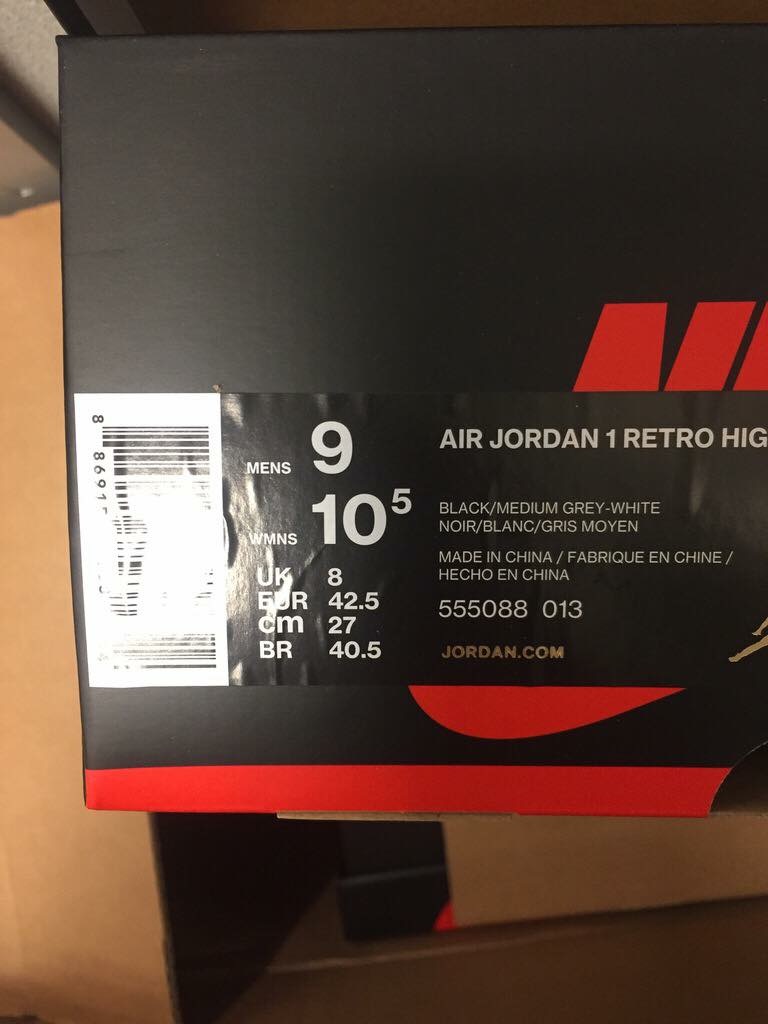 MENS 9
WMNS 10⁵
UK 8
EUR 42.5
cm 27
BR 40.5
AIR JORDAN 1 RETRO HIG
BLACK/MEDIUM GREY-WHITE
NOIR/BLANC/GRIS MOYEN
MADE IN CHINA / FABRIQUE EN CHINE /
HECHO EN CHINA
555088 013
JORDAN.COM